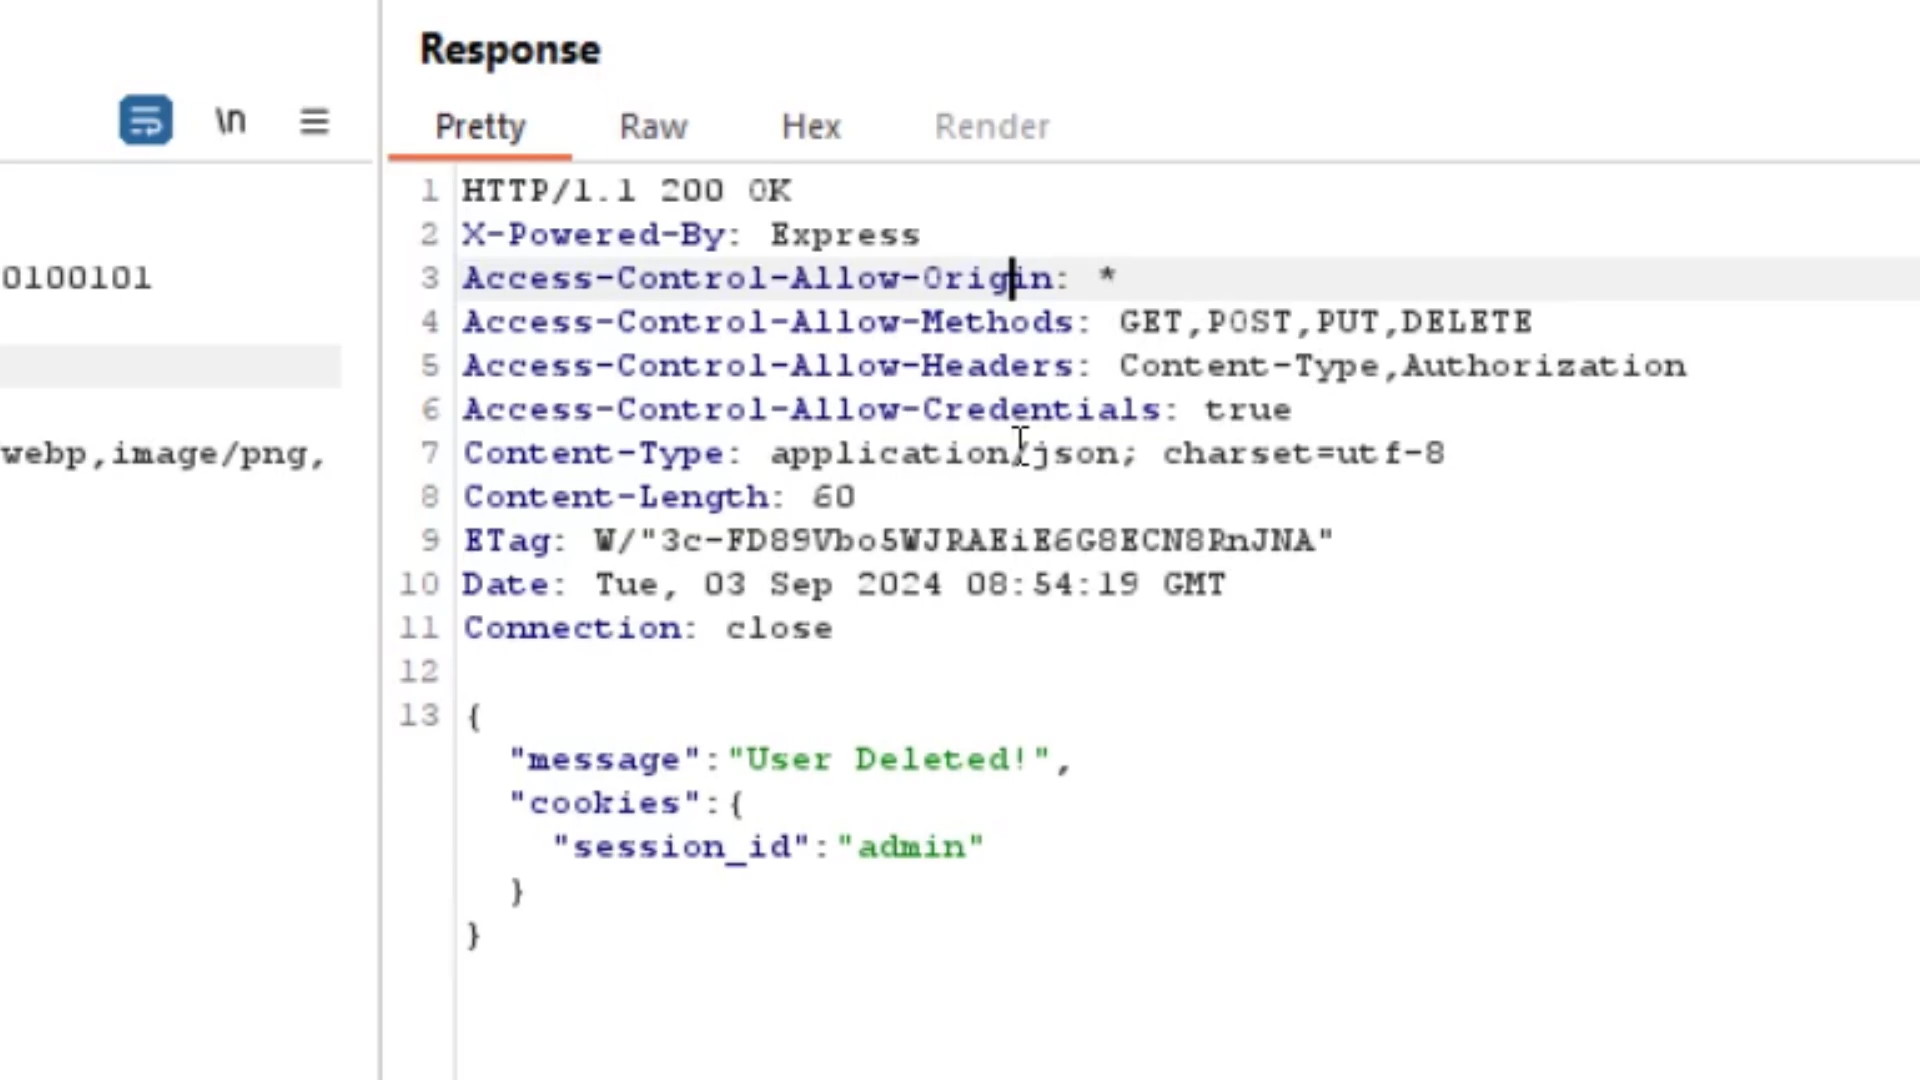 Response
\n
Pretty Raw Hex Render
0100101
webp,image/png,
1 HTTP/1.1 200 OK
2 X-Powered-By: Express
3 Access-Control-Allow-Origin: *
4 Access-Control-Allow-Methods: GET,POST,PUT,DELETE
5 Access-Control-Allow-Headers: Content-Type,Authorization
6 Access-Control-Allow-Credentials: true
7 Content-Type: application/json; charset=utf-8
8 Content-Length: 60
9 ETag: W/"3c-FD89Vbo5WJRAEiE6G8ECN8RnJNA"
10 Date: Tue, 03 Sep 2024 08:54:19 GMT
11 Connection: close
12
13 {
"message":"User Deleted!",
"cookies":{
"session_id":"admin"
}
}